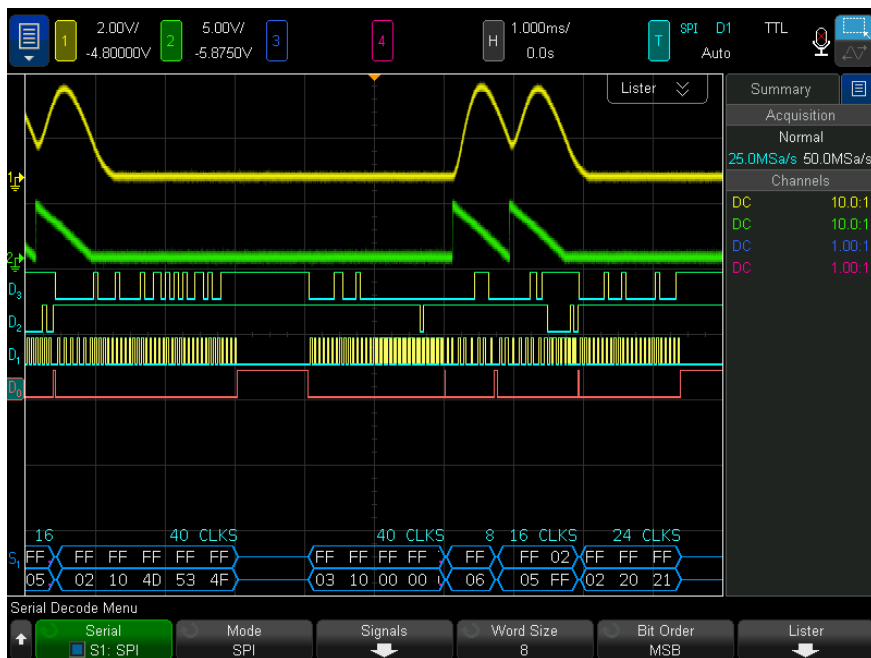 1 2.00V/ 2 5.00V/ 3 4 H 1.000ms/ T SPI D1 TTL
-4.80000V -5.8750V 0.0s Auto
Lister
Summary
Acquisition
Normal
25.0MSa/s 50.0MSa/s
Channels
DC 10.0:1
DC 10.0:1
DC 1.00:1
DC 1.00:1
1
2
D3
D2
D1
D0
16 40 CLKS 40 CLKS 8 16 CLKS 24 CLKS
S1 FF FF FF FF FF FF FF FF FF FF FF FF 02 FF FF FF
05 02 10 4D 53 4F 03 10 00 00 06 05 FF 02 20 21
Serial Decode Menu
Serial Mode Signals Word Size Bit Order Lister
S1: SPI SPI 8 MSB